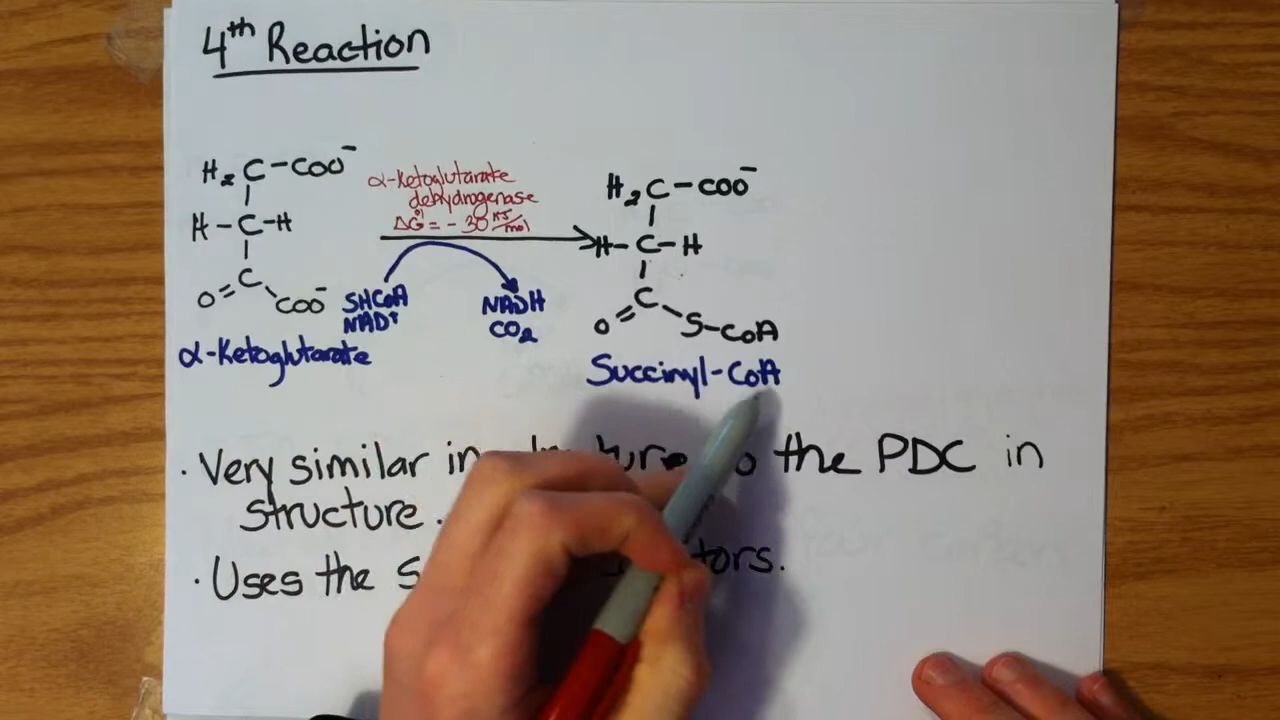 4th Reaction
H2C-COO-
H-C-H
O=C
COO-
α-Ketoglutarate
α-Ketoglutarate
dehydrogenase
ΔG°' = -30 KJ/mol
SHCoA
NAD+
NADH
CO2
H2C-COO-
H-C-H
O=C
S-CoA
Succinyl-CoA
· Very similar in the PDC in
structure.
· Uses the